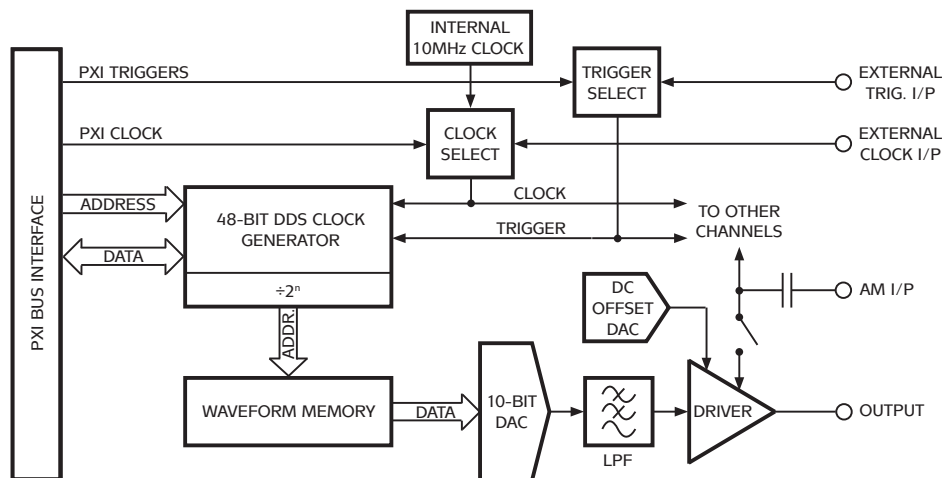 INTERNAL
10MHz CLOCK
PXI TRIGGERS
TRIGGER
SELECT
EXTERNAL
TRIG. I/P
PXI CLOCK
CLOCK
SELECT
EXTERNAL
CLOCK I/P
PXI BUS INTERFACE
ADDRESS
DATA
48-BIT DDS CLOCK
GENERATOR
÷2ⁿ
CLOCK
TRIGGER
TO OTHER
CHANNELS
ADDR.
DC
OFFSET
DAC
AM I/P
WAVEFORM MEMORY
DATA
10-BIT
DAC
LPF
DRIVER
OUTPUT